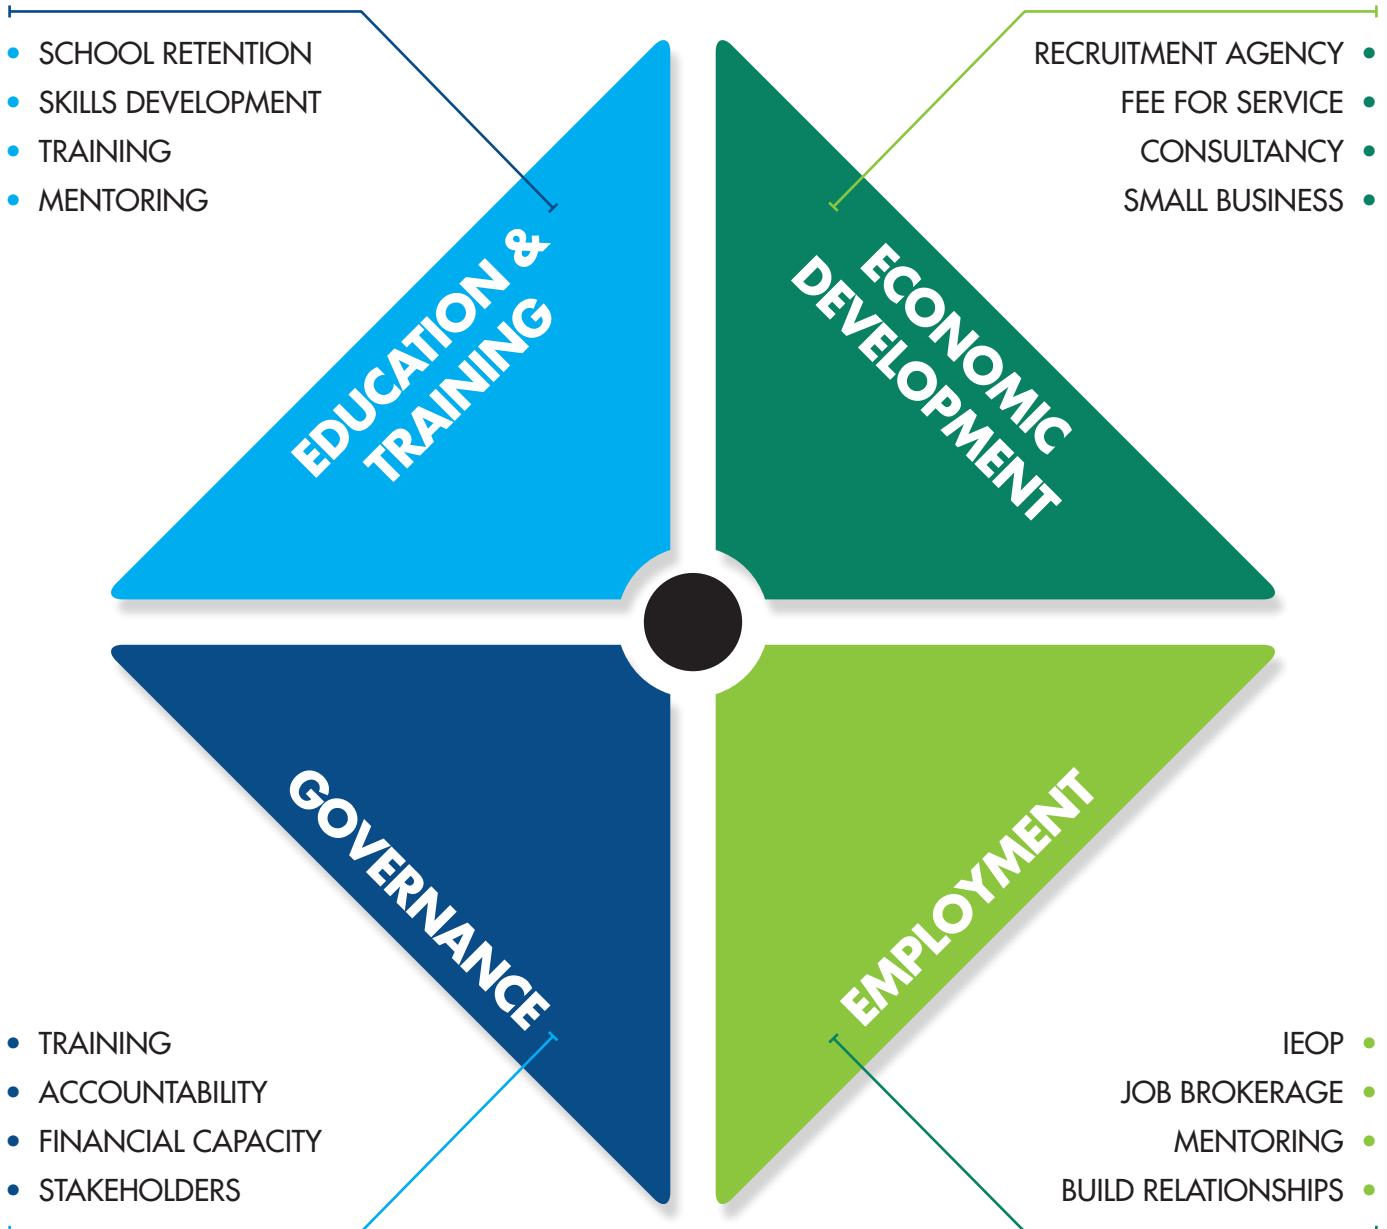 SCHOOL RETENTION
SKILLS DEVELOPMENT
TRAINING
MENTORING
RECRUITMENT AGENCY
FEE FOR SERVICE
CONSULTANCY
SMALL BUSINESS
EDUCATION &
TRAINING
ECONOMIC
DEVELOPMENT
GOVERNANCE
EMPLOYMENT
TRAINING
ACCOUNTABILITY
FINANCIAL CAPACITY
STAKEHOLDERS
IEOP
JOB BROKERAGE
MENTORING
BUILD RELATIONSHIPS